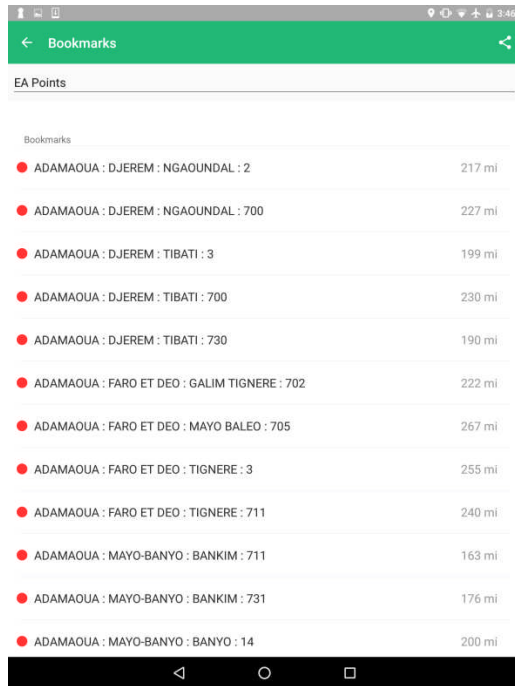 3:46
Bookmarks
EA Points
Bookmarks
ADAMAOUA : DJEREM : NGAOUNDAL : 2 217 mi
ADAMAOUA : DJEREM : NGAOUNDAL : 700 227 mi
ADAMAOUA : DJEREM : TIBATI : 3 199 mi
ADAMAOUA : DJEREM : TIBATI : 700 230 mi
ADAMAOUA : DJEREM : TIBATI : 730 190 mi
ADAMAOUA : FARO ET DEO : GALIM TIGNERE : 702 222 mi
ADAMAOUA : FARO ET DEO : MAYO BALEO : 705 267 mi
ADAMAOUA : FARO ET DEO : TIGNERE : 3 255 mi
ADAMAOUA : FARO ET DEO : TIGNERE : 711 240 mi
ADAMAOUA : MAYO-BANYO : BANKIM : 711 163 mi
ADAMAOUA : MAYO-BANYO : BANKIM : 731 176 mi
ADAMAOUA : MAYO-BANYO : BANYO : 14 200 mi